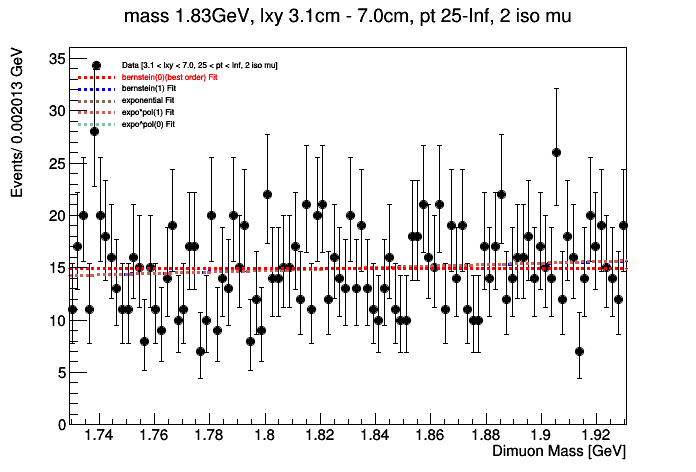 mass 1.83GeV, lxy 3.1cm - 7.0cm, pt 25-Inf, 2 iso mu
Events/ 0.002013 GeV
35
30
25
20
15
10
5
0
Data [3.1 < lxy < 7.0, 25 < pt < Inf, 2 iso mu]
bernstein(0)(best order) Fit
bernstein(1) Fit
exponential Fit
expo*pol(1) Fit
expo^pol(0) Fit
1.74 1.76 1.78 1.8 1.82 1.84 1.86 1.88 1.9 1.92
Dimuon Mass [GeV]